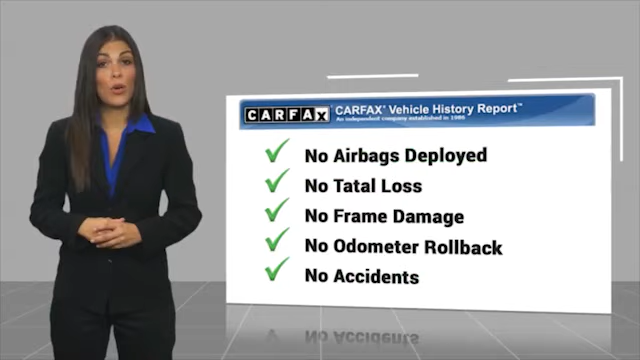 CARFAX CARFAX® Vehicle History Report™
An independent company established in 1986
No Airbags Deployed
No Tatal Loss
No Frame Damage
No Odometer Rollback
No Accidents
No Accidents